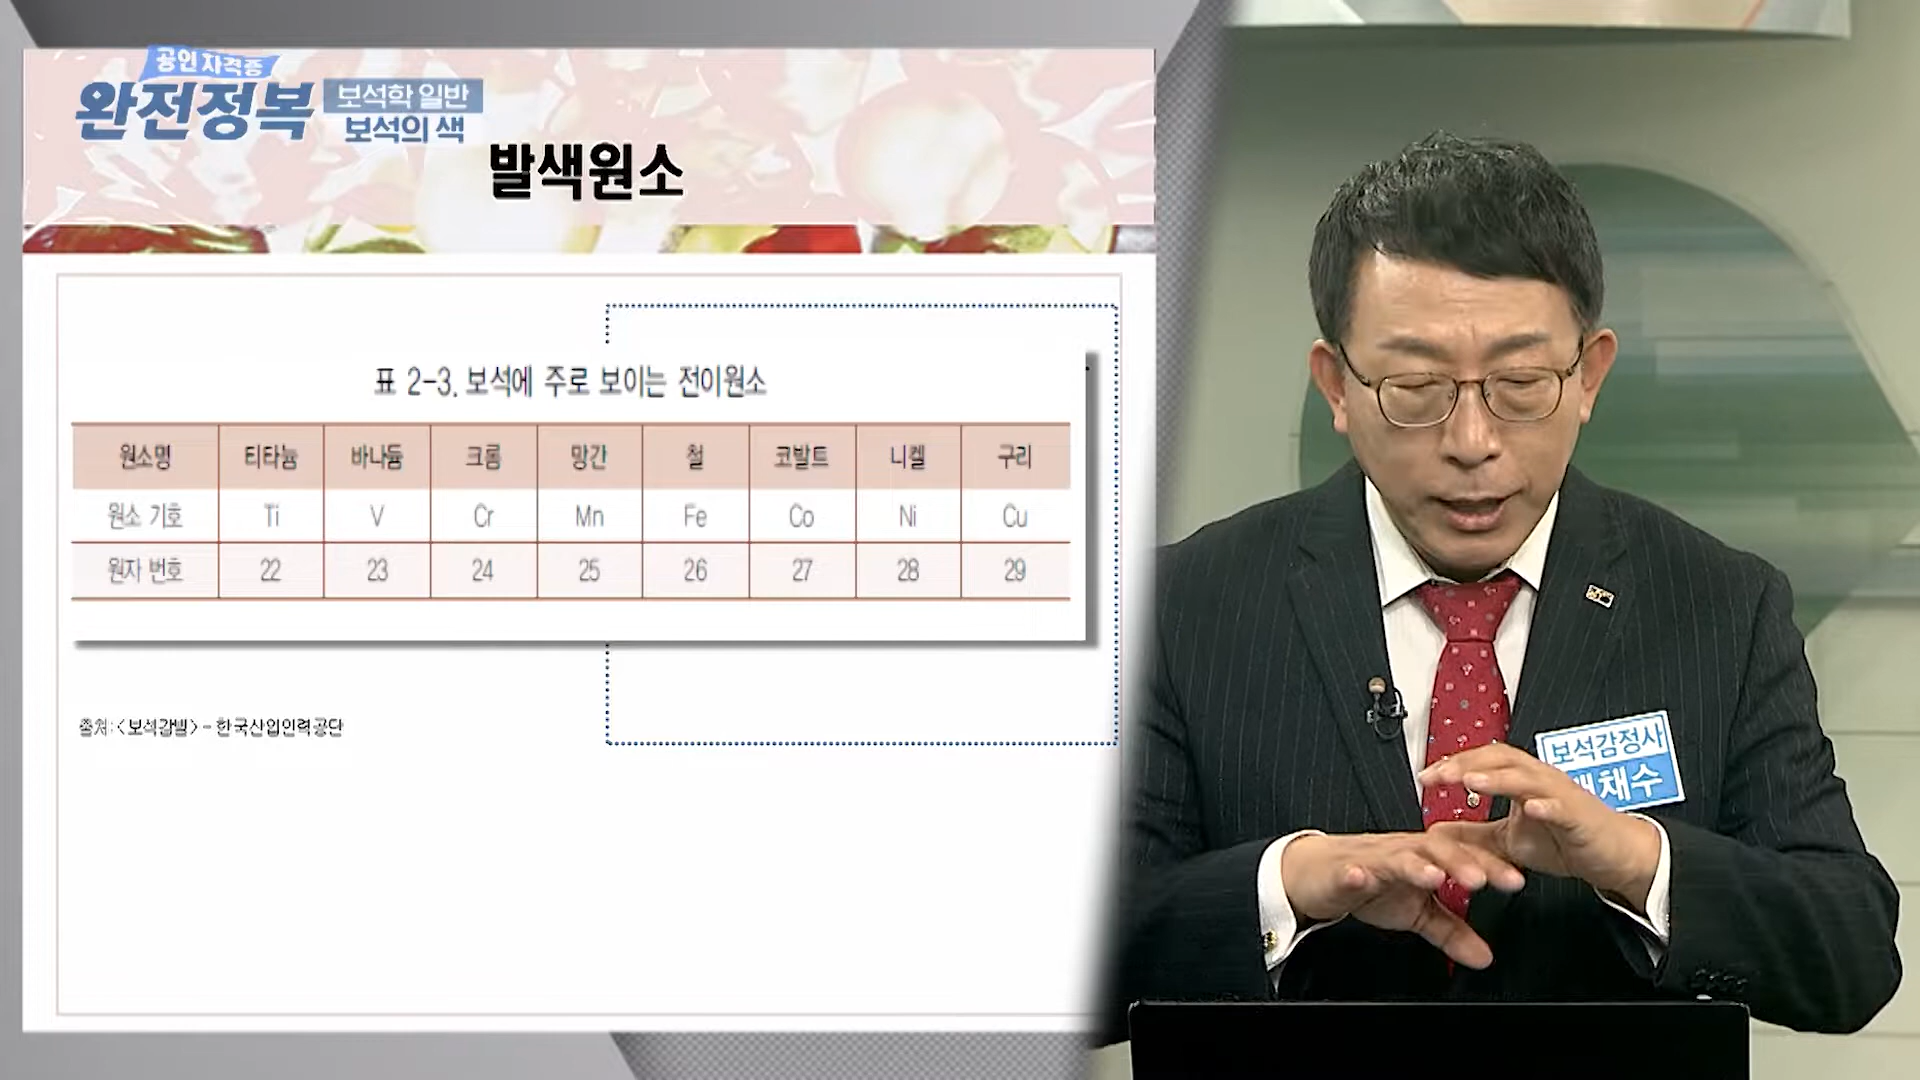 공인 자격증
완전정복
보석학 일반
보석의 색
발색원소
표 2-3. 보석에 주로 보이는 전이원소
원소명 티타늄 바나듐 크롬 망간 철 코발트 니켈 구리
원소 기호 Ti V Cr Mn Fe Co Ni Cu
원자 번호 22 23 24 25 26 27 28 29
출처:<보석감별> - 한국산업인력공단
보석감정사
채수